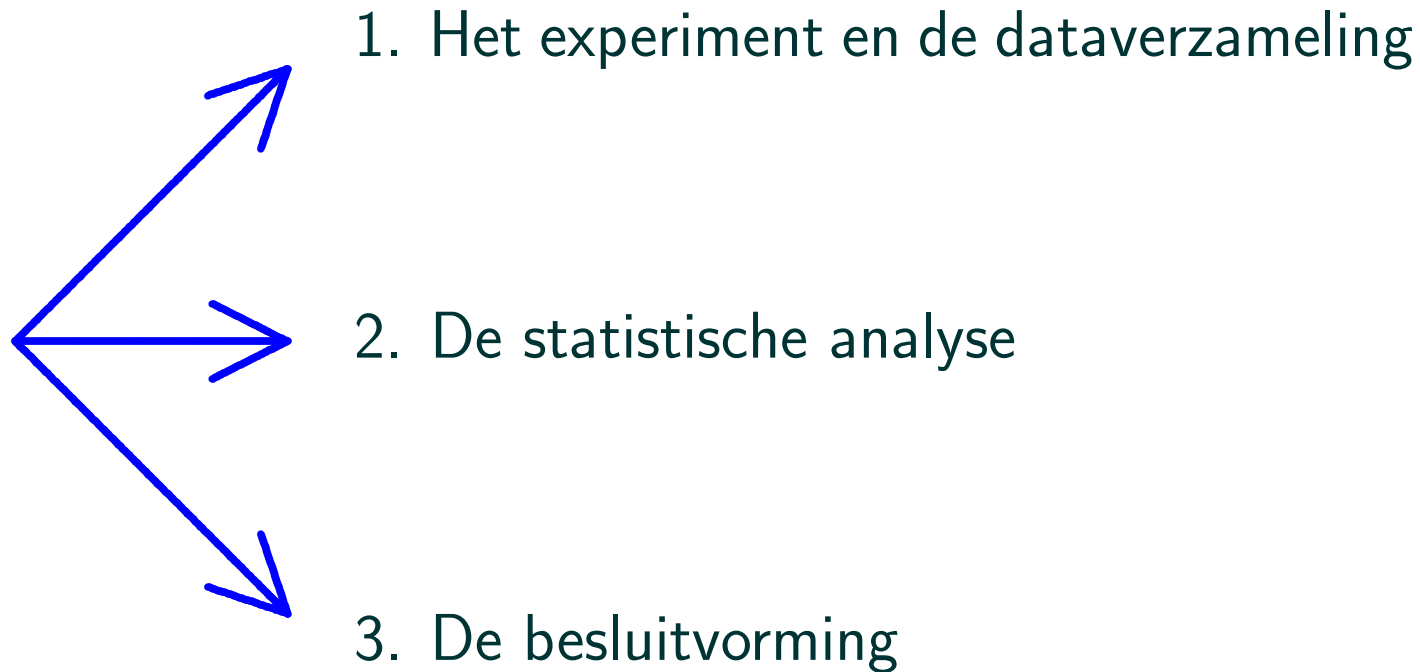 1. Het experiment en de dataverzameling
2. De statistische analyse
3. De besluitvorming